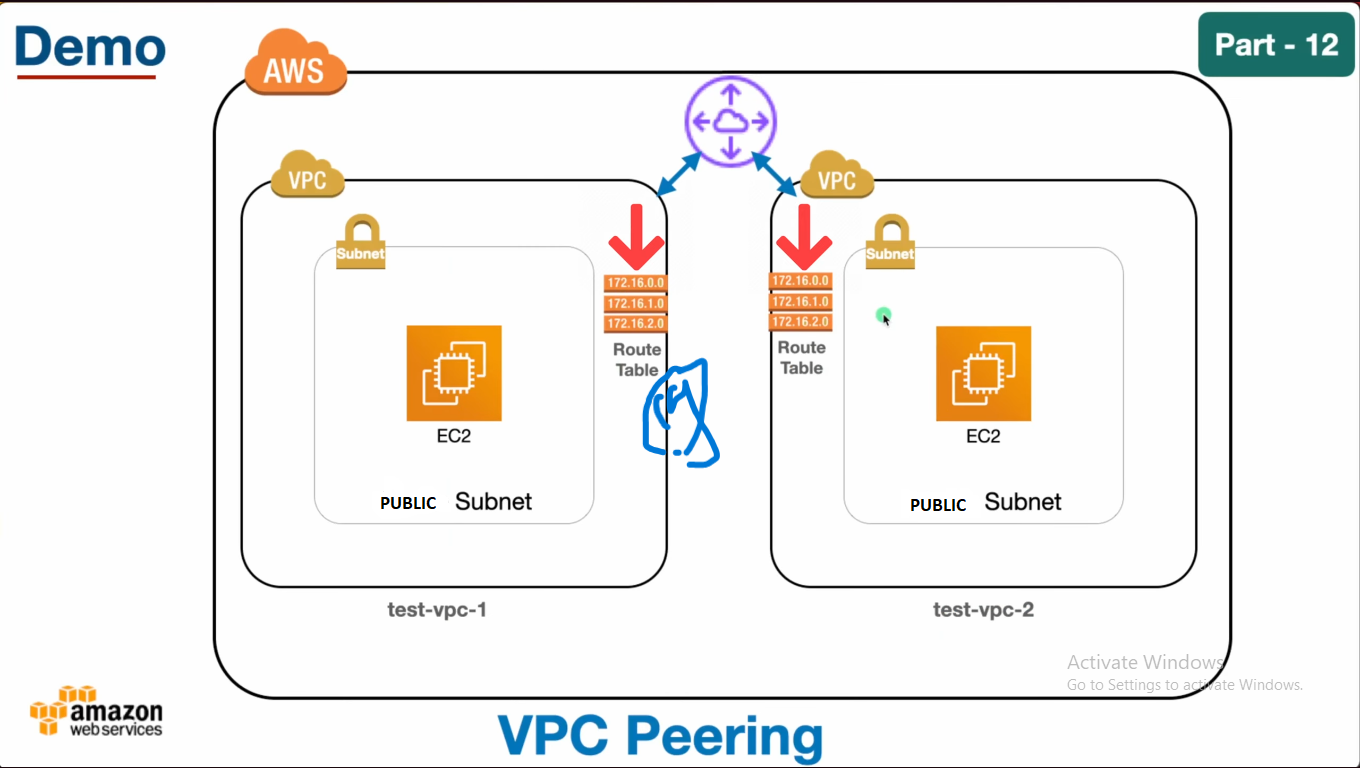 Demo
Part - 12
AWS
VPC
VPC
Subnet
Subnet
172.16.0.0
172.16.1.0
172.16.2.0
172.16.0.0
172.16.1.0
172.16.2.0
Route
Table
Route
Table
EC2
EC2
PUBLIC Subnet
PUBLIC Subnet
test-vpc-1
test-vpc-2
Activate Windows
Go to Settings to activate Windows.
amazon
webservices
VPC Peering